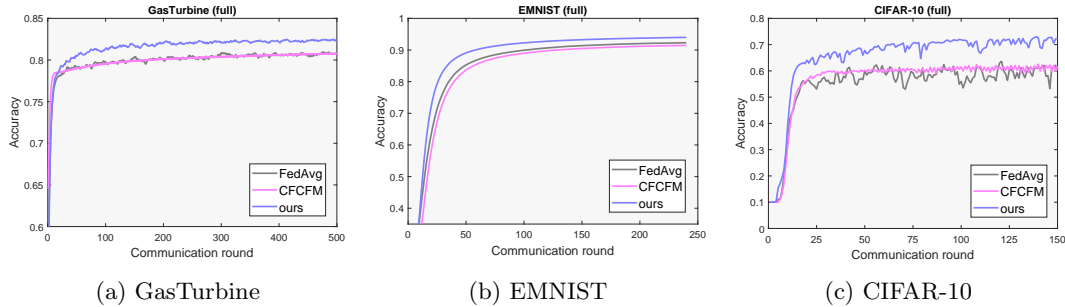 GasTurbine (full)
0.85
0.8
0.75
0.7
0.65
0.6
Accuracy
0
100
200
300
400
500
Communication round
FedAvg
CFCFM
ours
(a) GasTurbine
EMNIST (full)
1
0.9
0.8
0.7
0.6
0.5
0.4
Accuracy
0
50
100
150
200
250
Communication round
FedAvg
CFCFM
ours
(b) EMNIST
CIFAR-10 (full)
0.8
0.7
0.6
0.5
0.4
0.3
0.2
0.1
0
Accuracy
0
25
50
75
100
125
150
Communication round
FedAvg
CFCFM
ours
(c) CIFAR-10